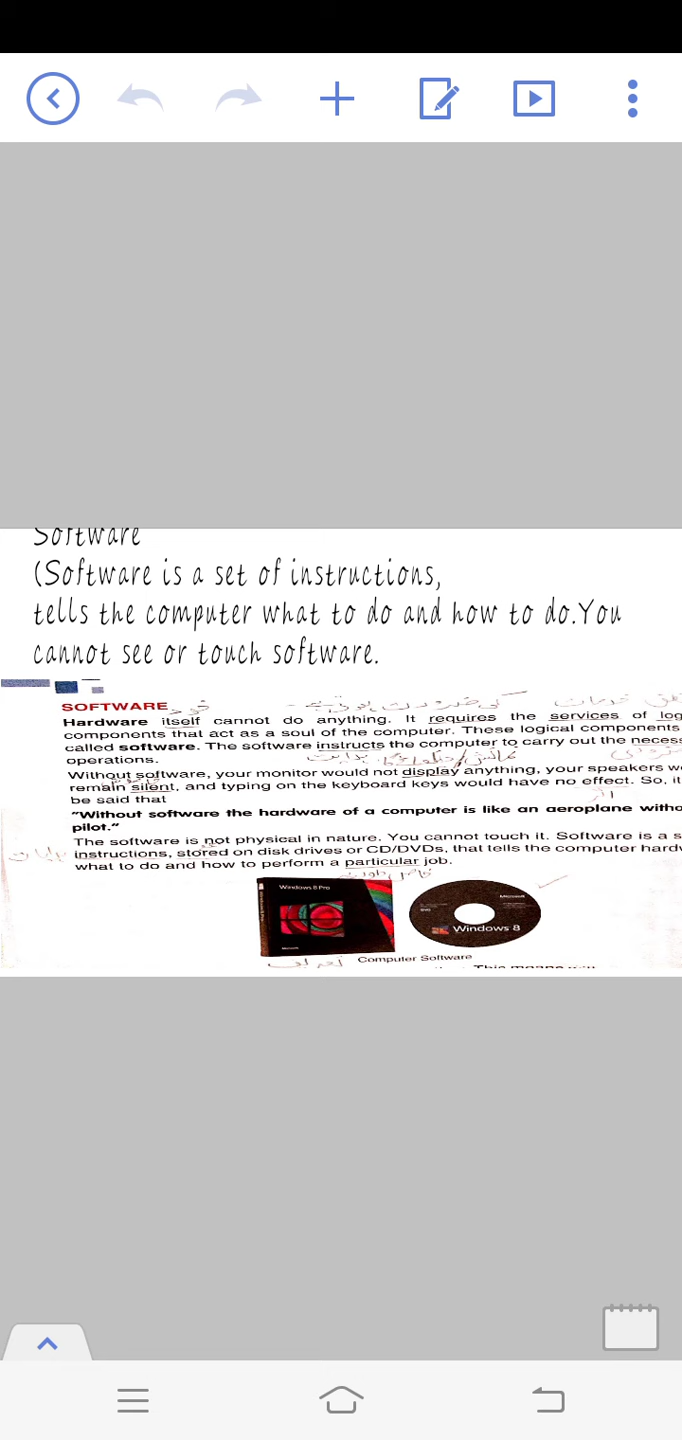 Software
(Software is a set of instructions,
tells the computer what to do and how to do.You
cannot see or touch software.
SOFTWARE
Hardware itself cannot do anything. It requires the services of log
components that act as a soul of the computer. These logical components
called software. The software instructs the computer to carry out the necess
operations.
Without software, your monitor would not display anything, your speakers w
remain silent, and typing on the keyboard keys would have no effect. So, it
be said that
"Without software the hardware of a computer is like an aeroplane witho
pilot."
The software is not physical in nature. You cannot touch it. Software is a s
instructions, stored on disk drives or CD/DVDs, that tells the computer hard
what to do and how to perform a particular job.
Windows 8 Pro
Windows 8
Computer Software